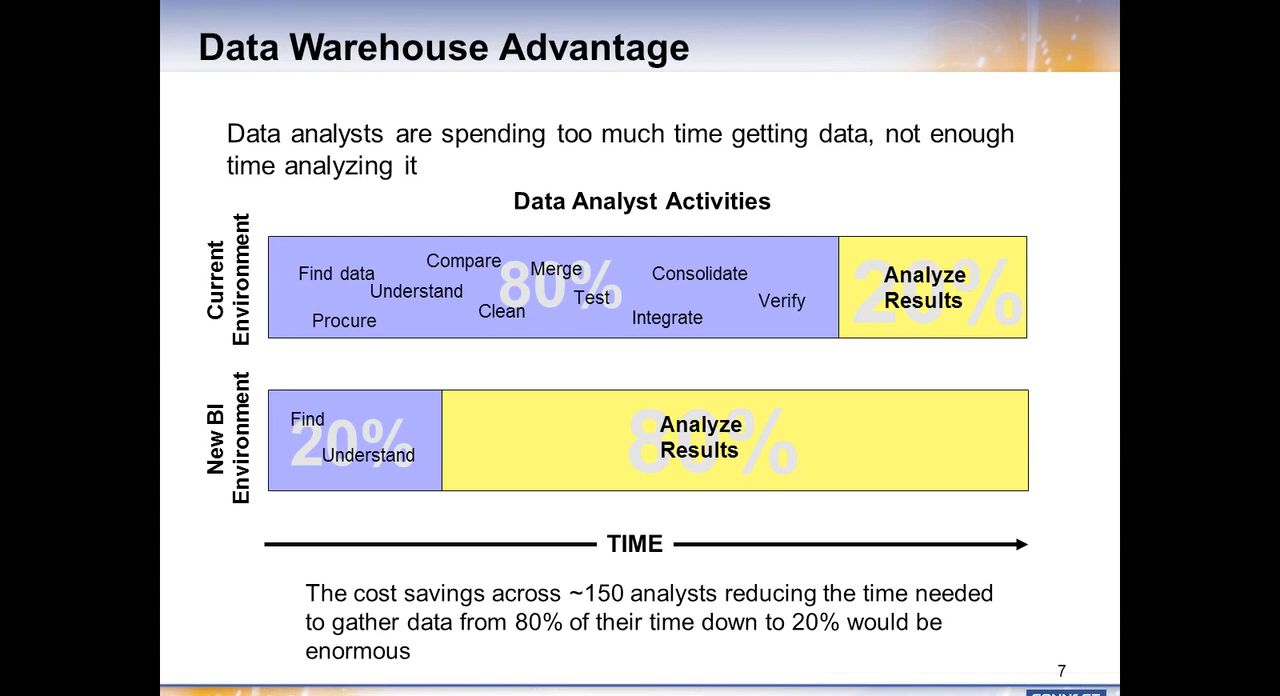 Data Warehouse Advantage
Data analysts are spending too much time getting data, not enough
time analyzing it
Data Analyst Activities
Current
Environment
Find data
Compare
Merge
Consolidate
Understand
Test
Verify
Clean
Procure
Integrate
80%
Analyze
Results
20%
New BI
Environment
Find
Understand
20%
Analyze
Results
80%
TIME
The cost savings across ~150 analysts reducing the time needed
to gather data from 80% of their time down to 20% would be
enormous
7